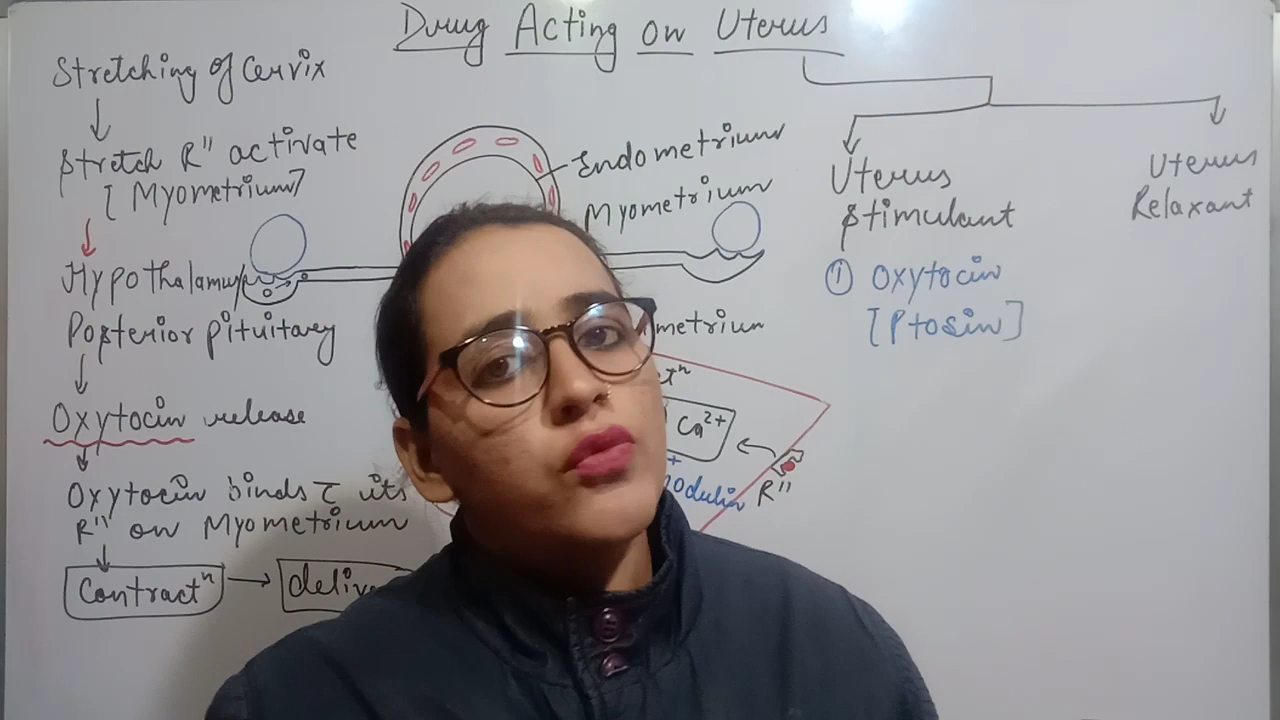 Drug Acting on Uterus
Stretching of Cervix
Stretch R" activate
[Myometrium]
Hypothalamus
Posterior pituitary
Oxytocin release
Oxytocin binds c̄ its
R" on Myometrium
Contractⁿ
Endometrium
Myometrium
Ca²⁺
R"
Uterus
Stimulant
① Oxytocin
[Ptosin]
Uterus
Relaxant